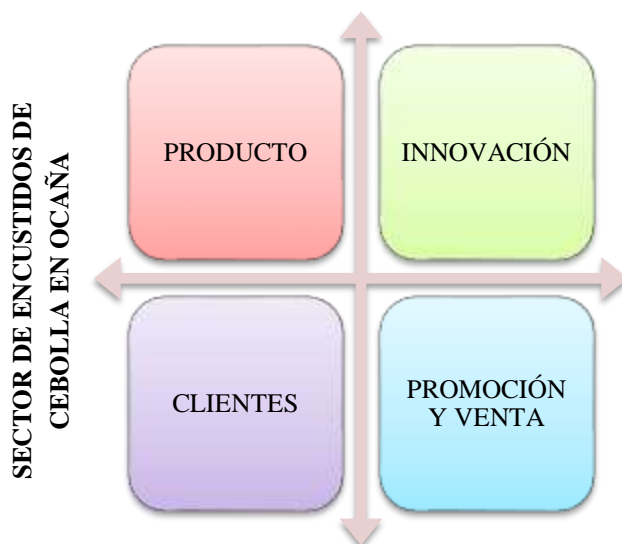 SECTOR DE ENCUSTIDOS DE
CEBOLLA EN OCAÑA
PRODUCTO
INNOVACIÓN
CLIENTES
PROMOCIÓN
Y VENTA